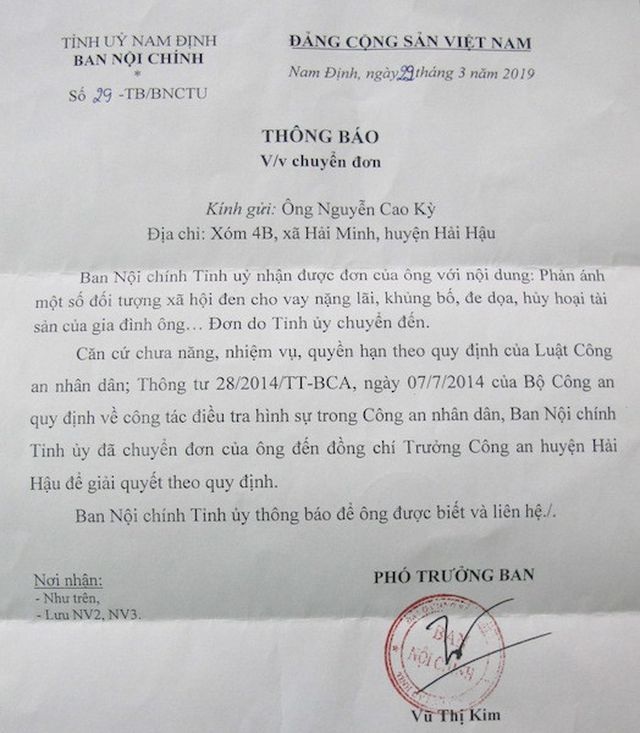 TỈNH UỶ NAM ĐỊNH
BAN NỘI CHÍNH
*
Số 29 -TB/BNCTU
ĐẢNG CỘNG SẢN VIỆT NAM
Nam Định, ngày 29 tháng 3 năm 2019
THÔNG BÁO
V/v chuyển đơn
Kính gửi: Ông Nguyễn Cao Kỳ
Địa chỉ: Xóm 4B, xã Hải Minh, huyện Hải Hậu
Ban Nội chính Tỉnh uỷ nhận được đơn của ông với nội dung: Phản ánh
một số đối tượng xã hội đen cho vay nặng lãi, khủng bố, đe dọa, hủy hoại tài
sản của gia đình ông… Đơn do Tỉnh ủy chuyển đến.
Căn cứ chưa năng, nhiệm vụ, quyền hạn theo quy định của Luật Công
an nhân dân; Thông tư 28/2014/TT-BCA, ngày 07/7/2014 của Bộ Công an
quy định về công tác điều tra hình sự trong Công an nhân dân, Ban Nội chính
Tỉnh ủy đã chuyển đơn của ông đến đồng chí Trưởng Công an huyện Hải
Hậu để giải quyết theo quy định.
Ban Nội chính Tỉnh ủy thông báo để ông được biết và liên hệ./.
Nơi nhận:
- Như trên,
- Lưu NV2, NV3.
PHÓ TRƯỞNG BAN
BAN
NỘI CHÍNH
Vũ Thị Kim